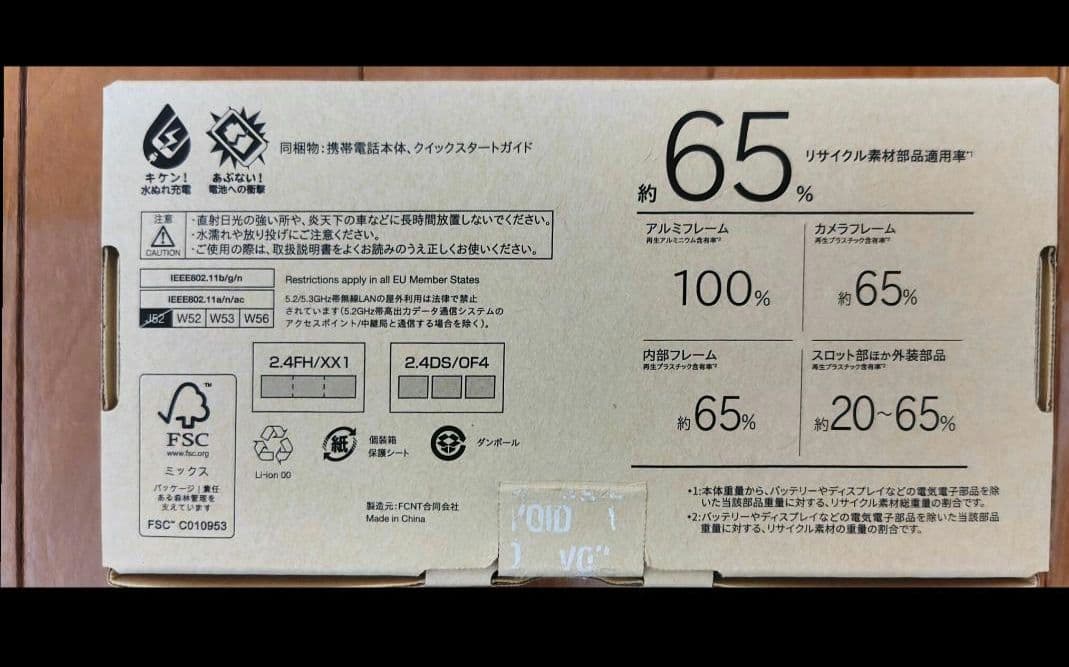 キケン!
水ぬれ充電
あぶない!
電池への衝撃
同梱物:携帯電話本体、クイックスタートガイド
注意
CAUTION
・直射日光の強い所や、炎天下の車などに長時間放置しないでください。
・水濡れや放り投げにご注意ください。
・ご使用の際は、取扱説明書をよくお読みのうえ正しくお使いください。
IEEE802.11b/g/n
IEEE802.11a/n/ac
J52 W52 W53 W56
Restrictions apply in all EU Member States
5.2/5.3GHz帯無線LANの屋外利用は法律で禁止
されています(5.2GHz帯高出力データ通信システムの
アクセスポイント/中継局と通信する場合を除く)。
2.4FH/XX1
2.4DS/OF4
FSC
www.fsc.org
ミックス
パッケージ|責任
ある森林管理を
支えています
FSC™ C010953
Li-ion 00
紙
個装箱
保護シート
ダンボール
製造元:FCNT合同会社
Made in China
約65%
リサイクル素材部品適用率*1
アルミフレーム
再生アルミニウム含有率*2
100%
カメラフレーム
再生プラスチック含有率*2
約65%
内部フレーム
再生プラスチック含有率*2
約65%
スロット部ほか外装部品
再生プラスチック含有率*2
約20~65%
*1:本体重量から、バッテリーやディスプレイなどの電気電子部品を除
いた当該部品重量に対する、リサイクル素材総重量の割合です。
*2:バッテリーやディスプレイなどの電気電子部品を除いた当該部品
重量に対する、リサイクル素材の重量の割合です。
VOID